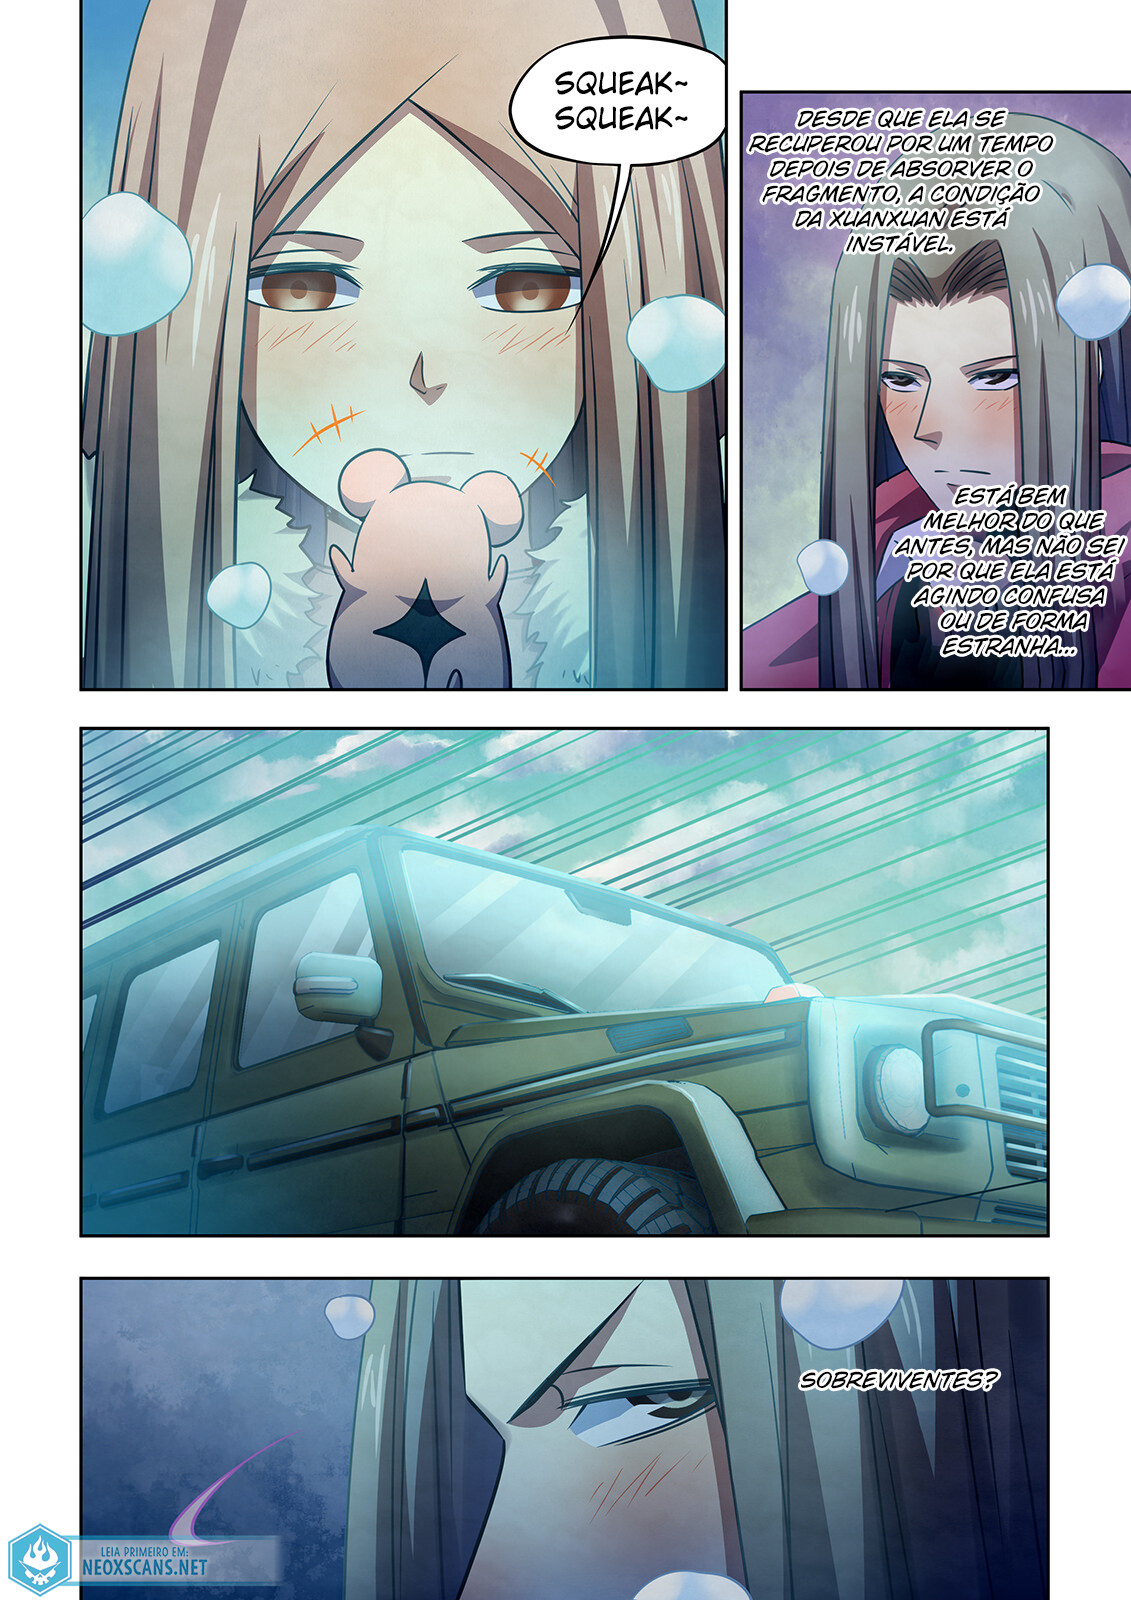 SQUEAK~
SQUEAK~
DESDE QUE ELA SE
RECUPEROU POR UM TEMPO
DEPOIS DE ABSORVER O
FRAGMENTO, A CONDIÇÃO
DA XUANXUAN ESTÁ
INSTÁVEL.
ESTÁ BEM
MELHOR DO QUE
ANTES, MAS NÃO SEI
POR QUE ELA ESTÁ
AGINDO CONFUSA
OU DE FORMA
ESTRANHA...
SOBREVIVENTES?
LEIA PRIMEIRO EM:
NEOXSCANS.NET